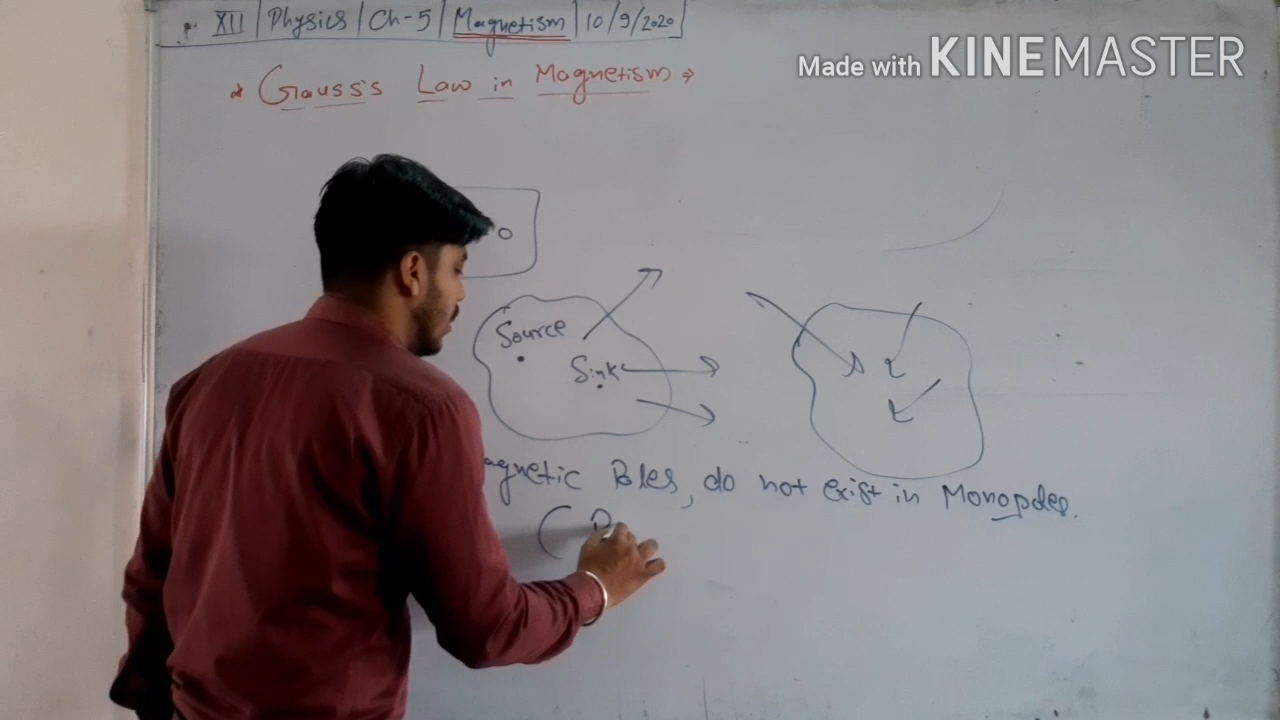 XII | Physics | Ch-5 | Magnetism | 10/9/2020
Made with KINEMASTER
* Gauss's Law in Magnetism ⇒
Source
Sink
agnetic Poles, do not exist in Monopoles.
(